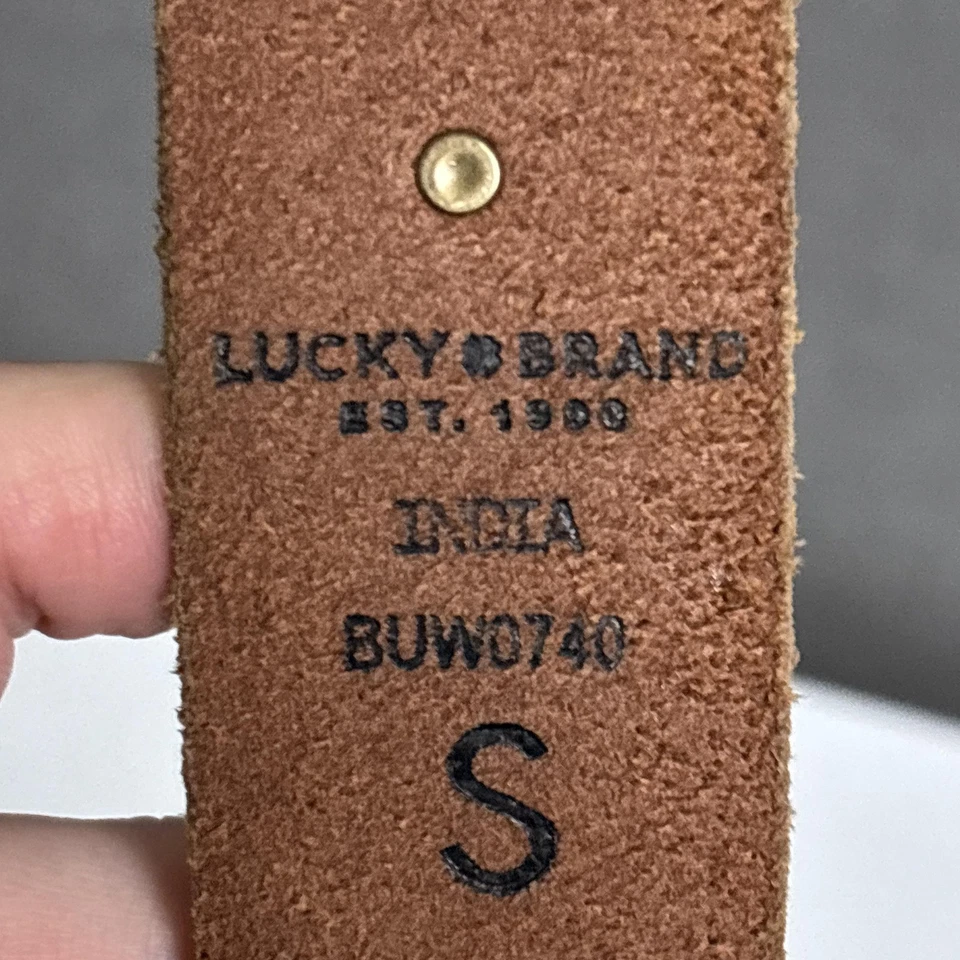 LUCKY BRAND
EST. 1990
INDIA
BUW0740
S